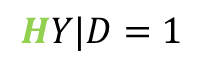 HY|D = 1